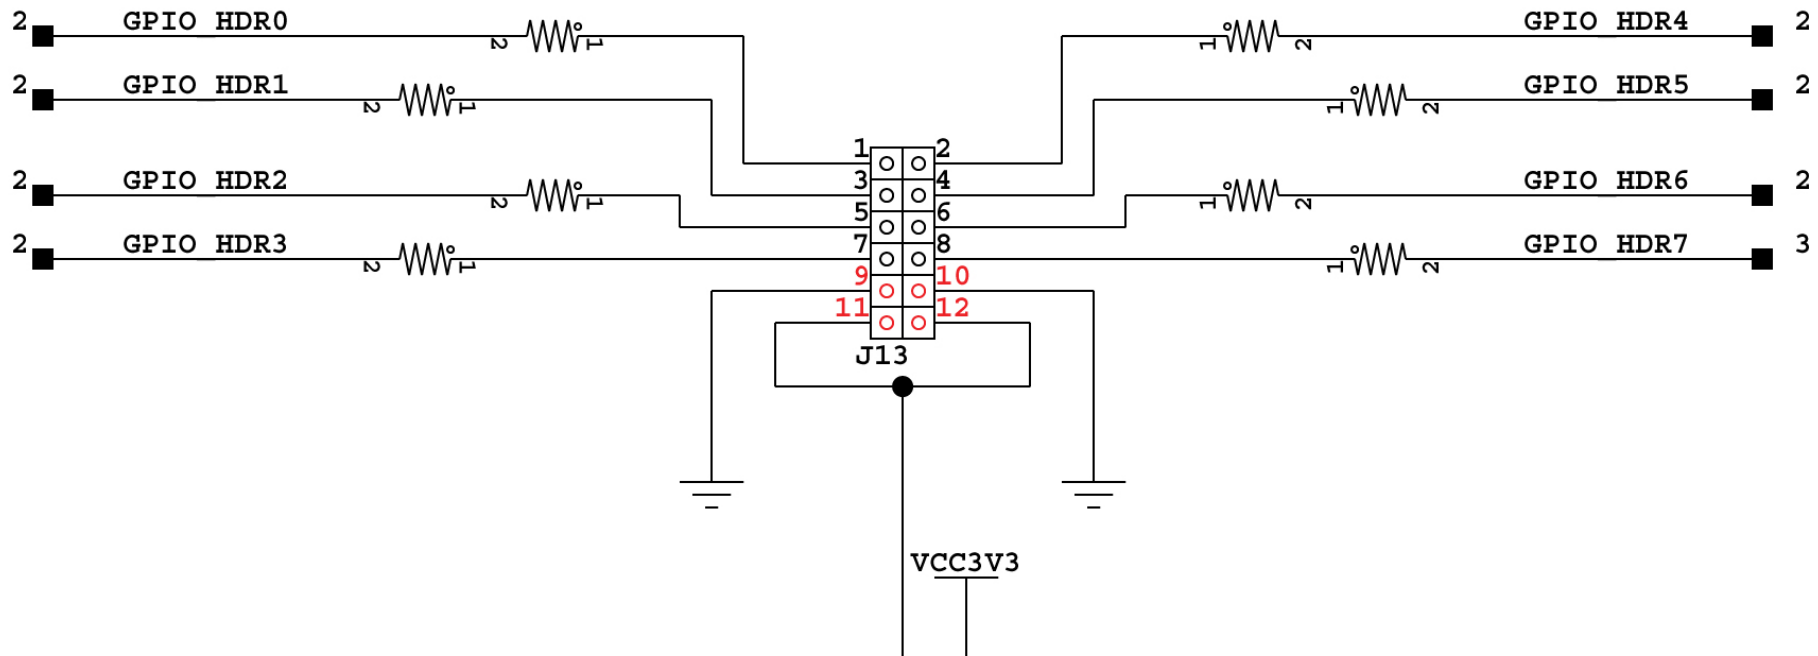 2 GPIO_HDR0 2 1 1 2 GPIO_HDR4 2
2 GPIO_HDR1 2 1 1 2 GPIO_HDR5 2
1 2
2 GPIO_HDR2 2 1 3 4 1 2 GPIO_HDR6 2
5 6
2 GPIO_HDR3 2 1 7 8 1 2 GPIO_HDR7 3
9 10
11 12
J13
VCC3V3